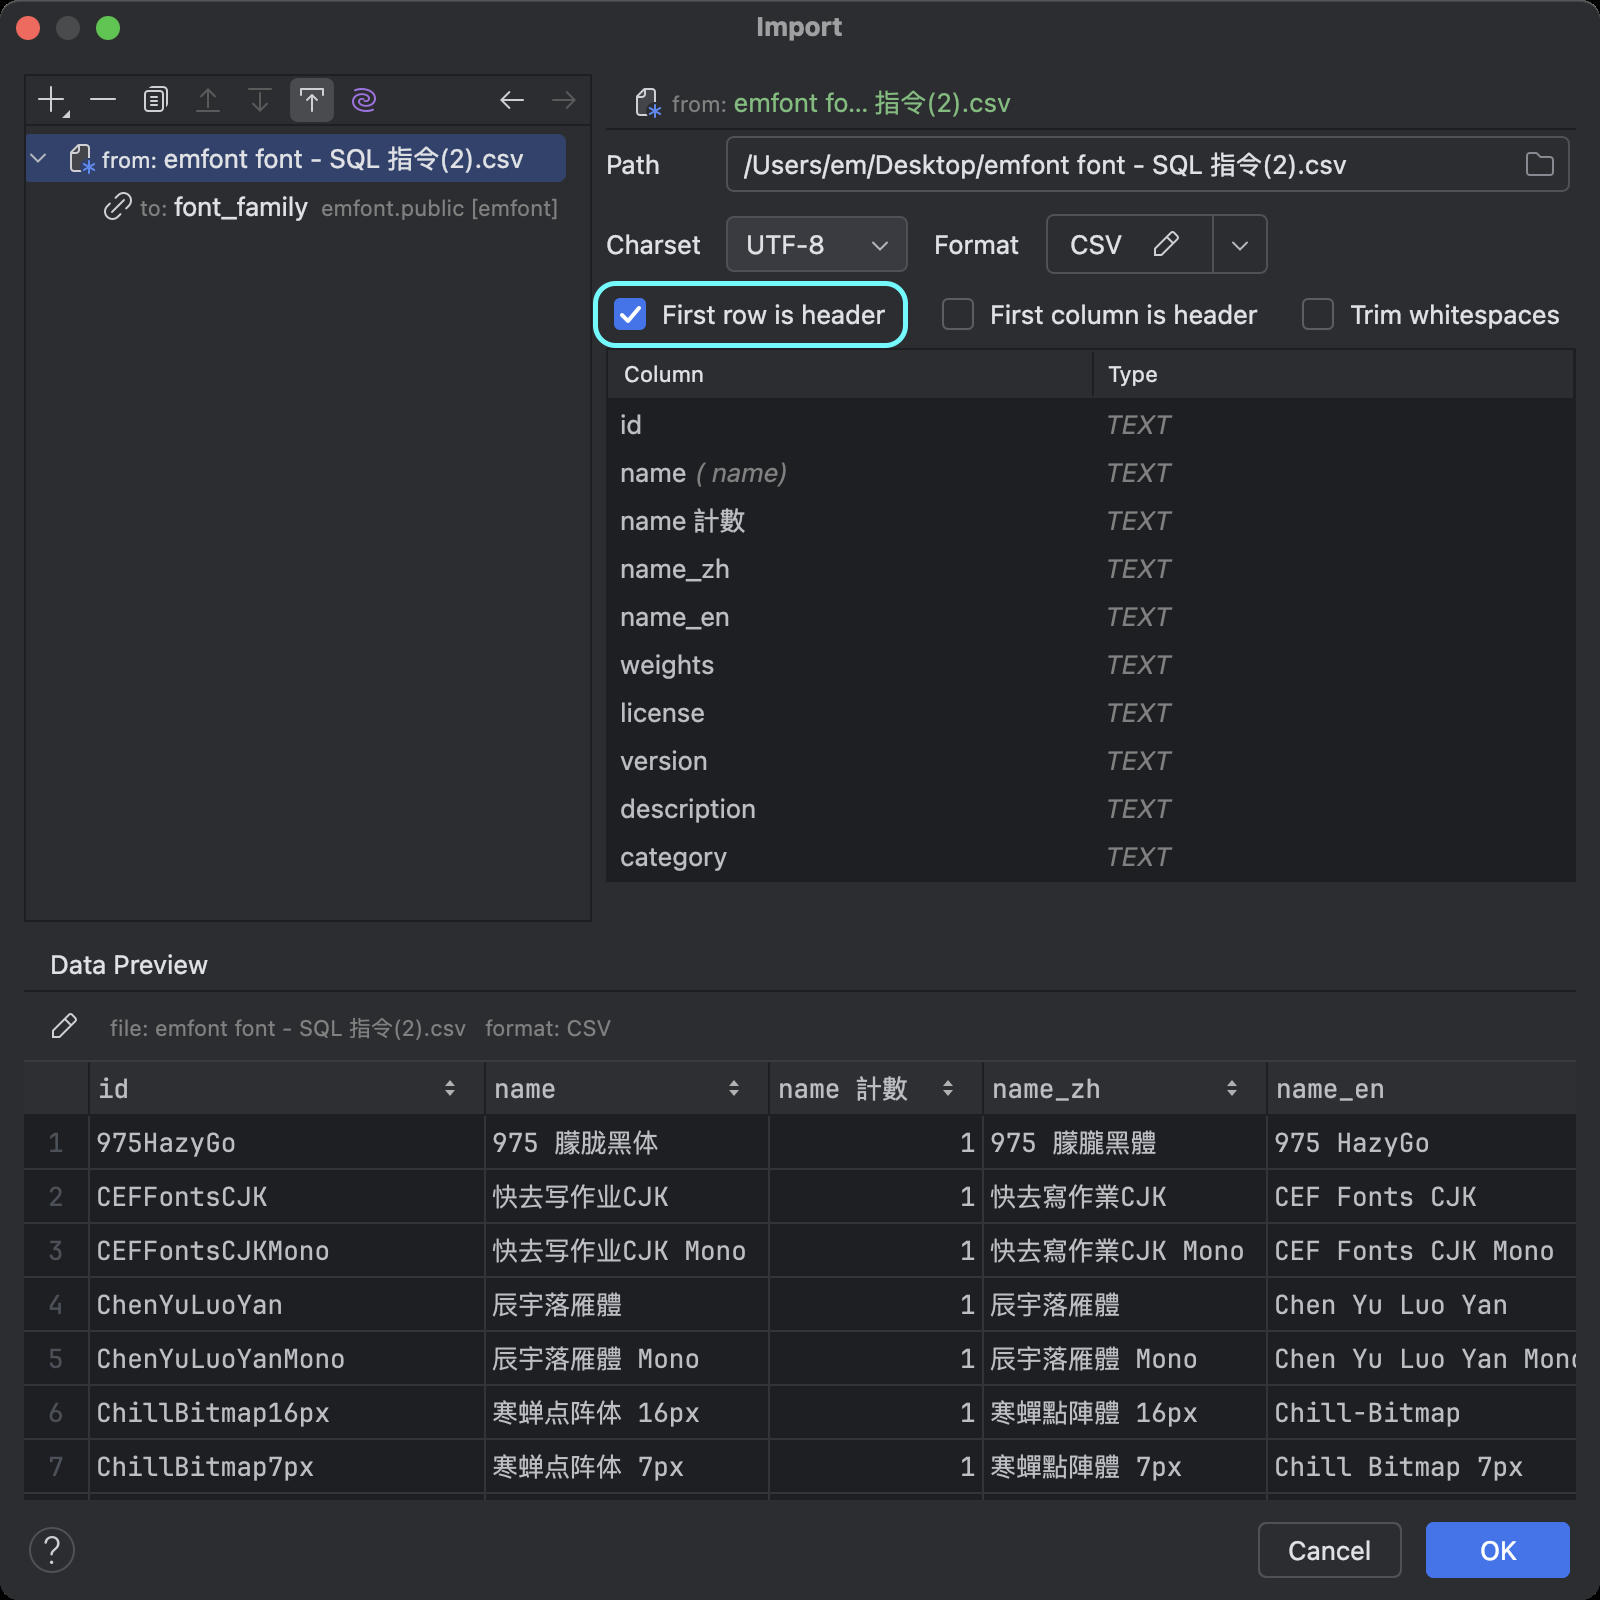 Import
from: emfont font - SQL 指令(2).csv
to: font_family emfont.public [emfont]
from: emfont fo... 指令(2).csv
Path /Users/em/Desktop/emfont font - SQL 指令(2).csv
Charset UTF-8 Format CSV
First row is header First column is header Trim whitespaces
Column Type
id TEXT
name ( name) TEXT
name 計數 TEXT
name_zh TEXT
name_en TEXT
weights TEXT
license TEXT
version TEXT
description TEXT
category TEXT
Data Preview
file: emfont font - SQL 指令(2).csv format: CSV
id name name 計數 name_zh name_en
1 975HazyGo 975 朦胧黑体 1 975 朦朧黑體 975 HazyGo
2 CEFFontsCJK 快去写作业CJK 1 快去寫作業CJK CEF Fonts CJK
3 CEFFontsCJKMono 快去写作业CJK Mono 1 快去寫作業CJK Mono CEF Fonts CJK Mono
4 ChenYuLuoYan 辰宇落雁體 1 辰宇落雁體 Chen Yu Luo Yan
5 ChenYuLuoYanMono 辰宇落雁體 Mono 1 辰宇落雁體 Mono Chen Yu Luo Yan Mono
6 ChillBitmap16px 寒蝉点阵体 16px 1 寒蟬點陣體 16px Chill-Bitmap
7 ChillBitmap7px 寒蝉点阵体 7px 1 寒蟬點陣體 7px Chill Bitmap 7px
? Cancel OK